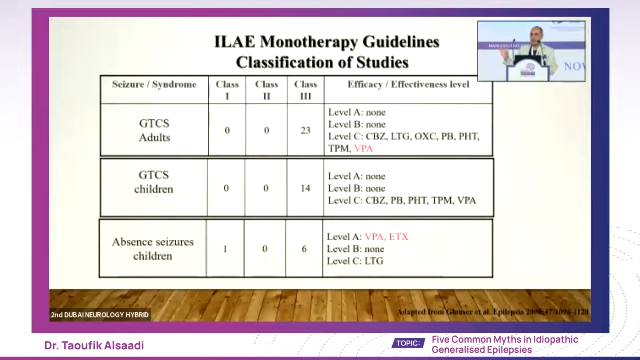 ILAE Monotherapy Guidelines
Classification of Studies
Seizure / Syndrome
Class I
Class II
Class III
Efficacy / Effectiveness level
GTCS Adults
0
0
23
Level A: none
Level B: none
Level C: CBZ, LTG, OXC, PB, PHT,
TPM, VPA
GTCS children
0
0
14
Level A: none
Level B: none
Level C: CBZ, PB, PHT, TPM, VPA
Absence seizures children
1
0
6
Level A: VPA, ETX
Level B: none
Level C: LTG
NOV
2nd DUBAI NEUROLOGY HYBRID
Adapted from Glauser et al. Epilepsia
Dr. Taoufik Alsaadi
TOPIC:
Five Common Myths in Idiopathic
Generalised Epilepsies